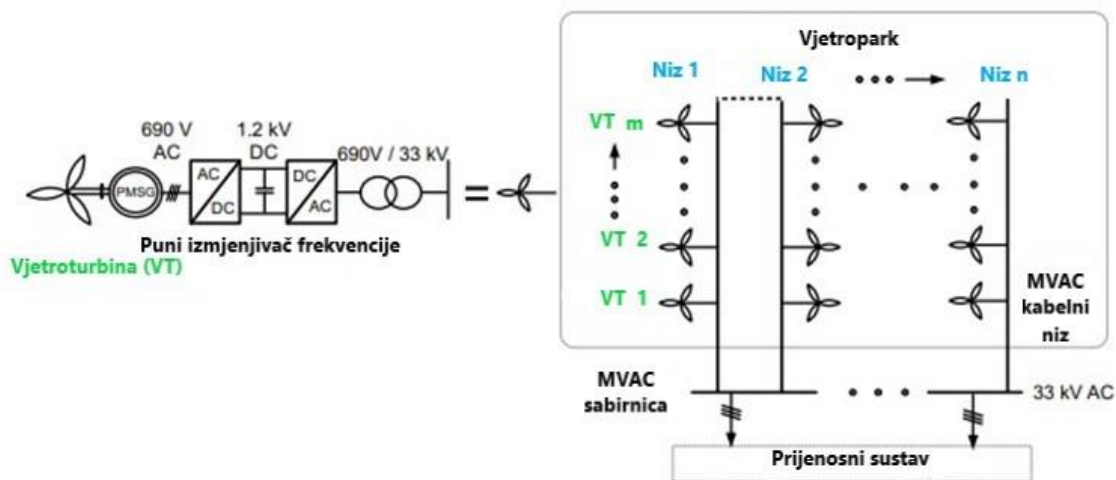 Vjetropark
Niz 1
Niz 2
Niz n
690 V
AC
1.2 kV
DC
690V / 33 kV
VT m
PMSG
AC
DC
DC
AC
Puni izmjenjivač frekvencije
Vjetroturbina (VT)
VT 2
VT 1
MVAC
kabelni
niz
MVAC
sabirnica
33 kV AC
Prijenosni sustav